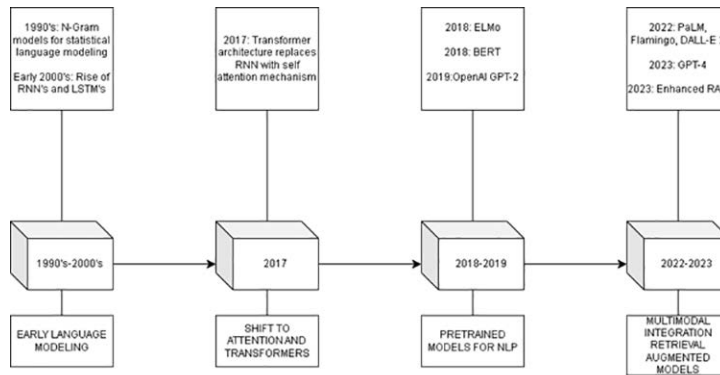 1990's: N-Gram
models for statistical
language modeling
Early 2000's: Rise of
RNN's and LSTM's
2017: Transformer
architecture replaces
RNN with self
attention mechanism
2018: ELMo
2018: BERT
2019:OpenAI GPT-2
2022: PaLM,
Flamingo, DALL-E
2023: GPT-4
2023: Enhanced
1990's-2000's
2017
2018-2019
2022-2023
EARLY LANGUAGE
MODELING
SHIFT TO
ATTENTION AND
TRANSFORMERS
PRETRAINED
MODELS FOR NLP
MULTIMODAL
INTEGRATION
RETRIEVAL
AUGMENTED
MODELS